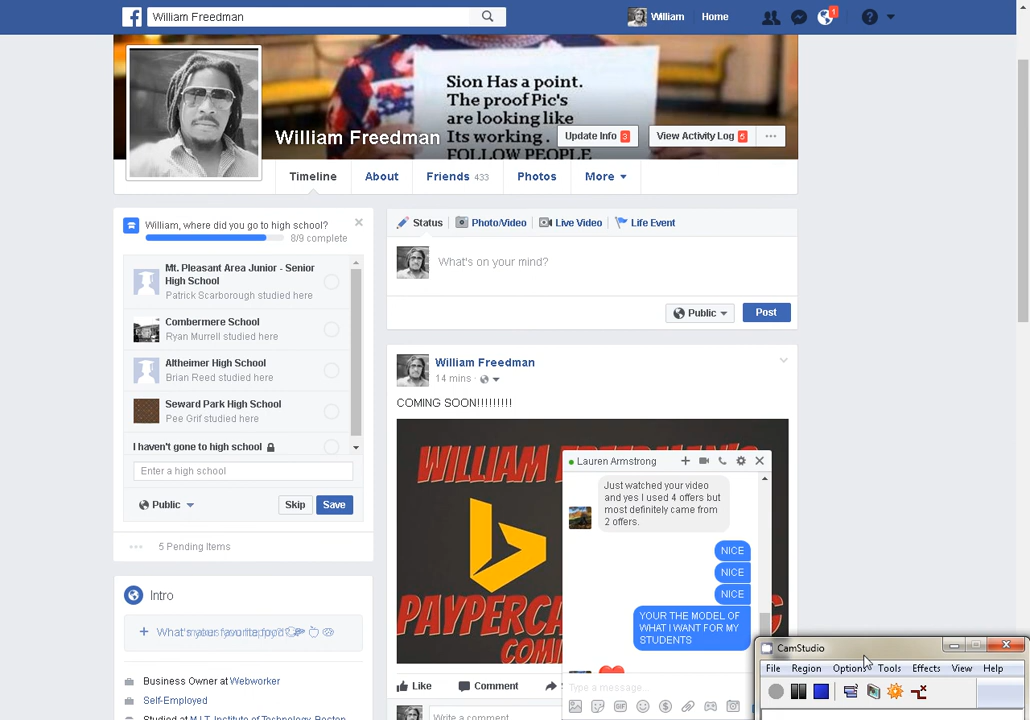 William Freedman
William
Home
1
Sion Has a point.
The proof Pic's
are looking like
Its working.
FOLLOW PEOPLE
William Freedman
Update Info 3
View Activity Log 5
Timeline
About
Friends 433
Photos
More
William, where did you go to high school?
8/9 complete
Mt. Pleasant Area Junior - Senior
High School
Patrick Scarborough studied here
Combermere School
Ryan Murrell studied here
Altheimer High School
Brian Reed studied here
Seward Park High School
Pee Grif studied here
I haven't gone to high school
Enter a high school
Public
Skip
Save
5 Pending Items
Intro
Business Owner at Webworker
Self-Employed
Studied at M.I.T. Institute of Technology, Boston
Status
Photo/Video
Live Video
Life Event
What's on your mind?
Public
Post
William Freedman
14 mins
COMING SOON!!!!!!!!!
WILLIAM FREEDMAN'S
Like
Comment
Write a comment
Lauren Armstrong
Just watched your video
and yes I used 4 offers but
most definitely came from
2 offers.
NICE
NICE
NICE
YOUR THE MODEL OF
WHAT I WANT FOR MY
STUDENTS
Type a message...
GIF
CamStudio
File
Region
Options
Tools
Effects
View
Help